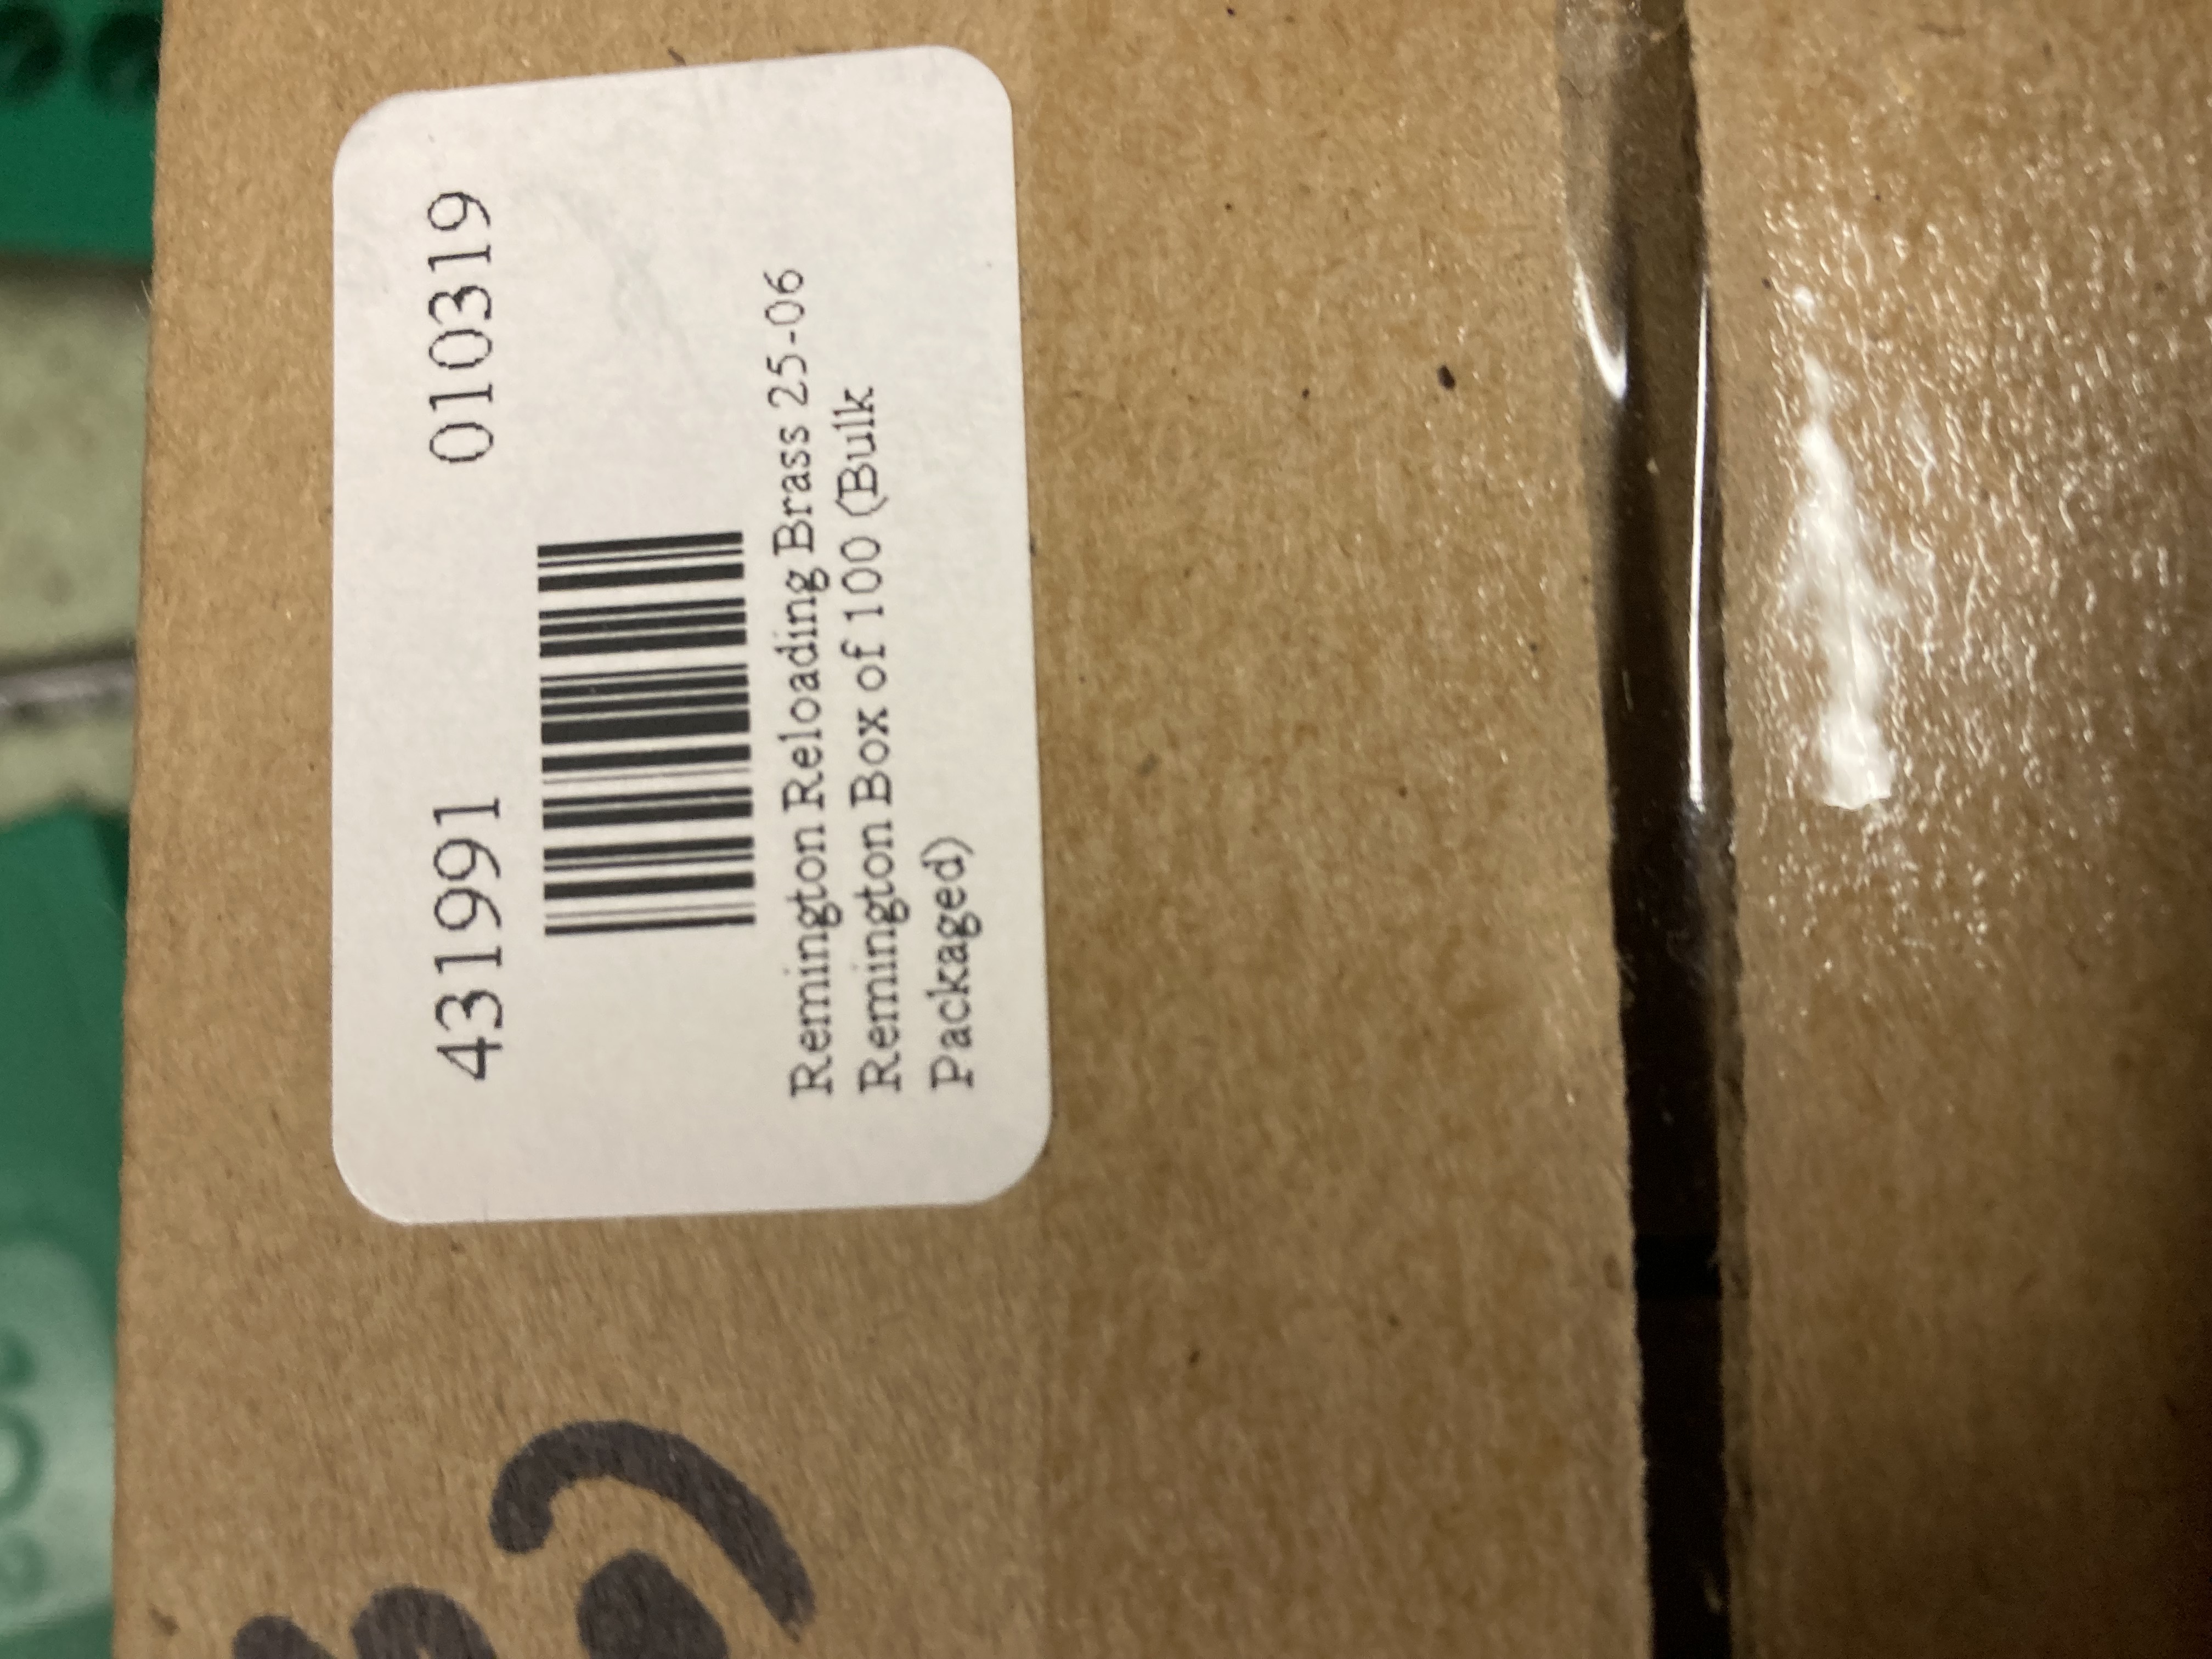 431991 010319
Remington Reloading Brass 25-06
Remington Box of 100 (Bulk
Packaged)